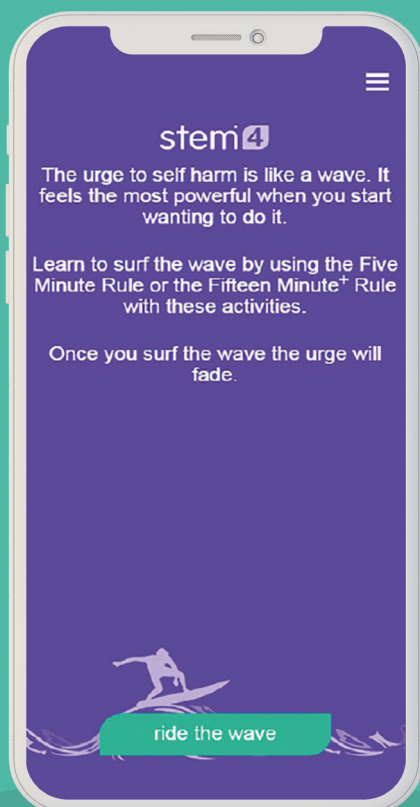 stem4
The urge to self harm is like a wave. It
feels the most powerful when you start
wanting to do it.
Learn to surf the wave by using the Five
Minute Rule or the Fifteen Minute⁺ Rule
with these activities.
Once you surf the wave the urge will
fade.
ride the wave